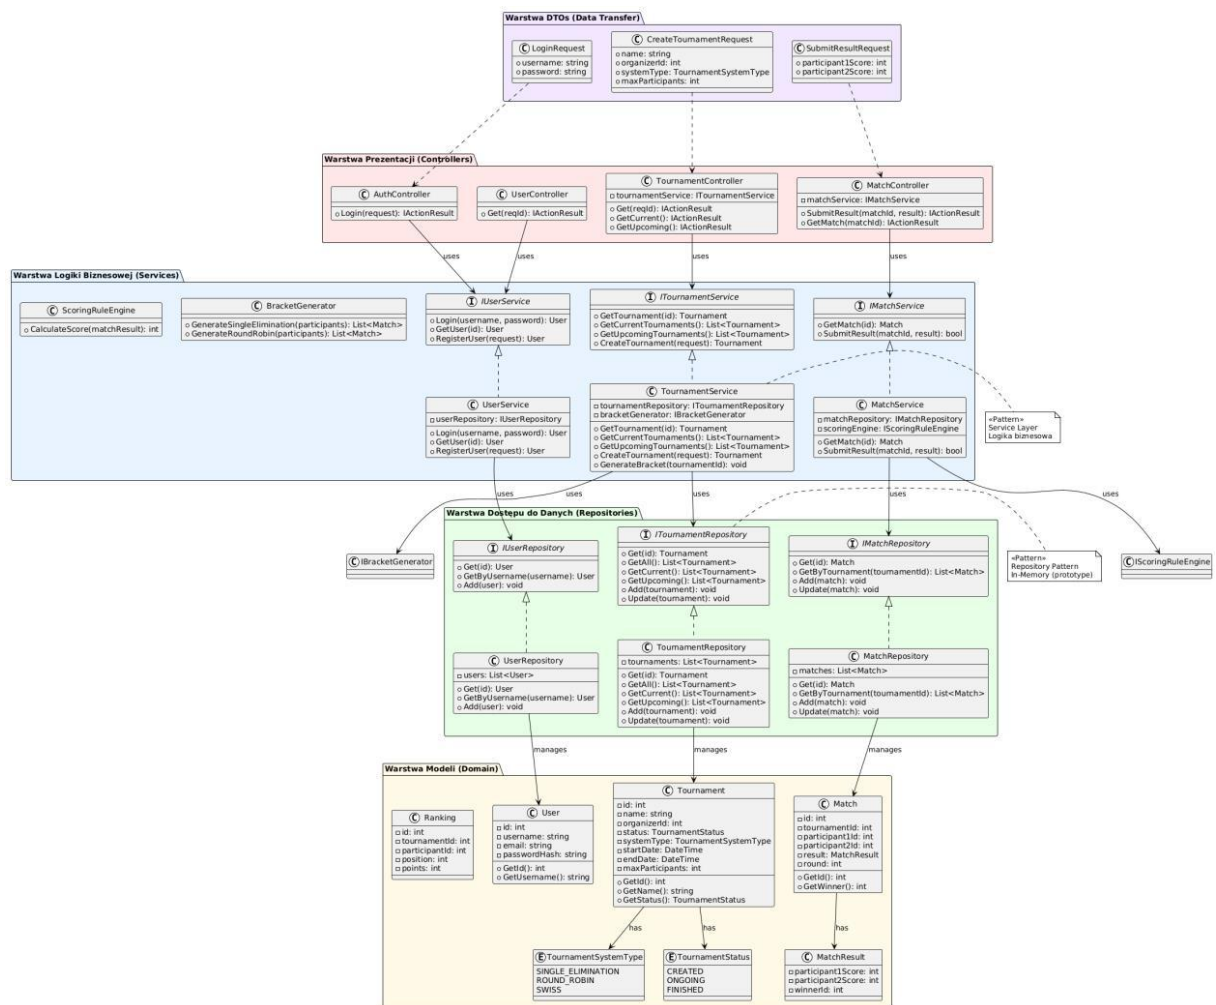 Warstwa DTOs (Data Transfer)
LoginRequest
username: string
password: string
CreateTournamentRequest
name: string
organizerId: int
systemType: TournamentSystemType
maxParticipants: int
SubmitResultRequest
participant1Score: int
participant2Score: int
Warstwa Prezentacji (Controllers)
AuthController
Login(request): IActionResult
UserController
Get(reqId): IActionResult
TournamentController
tournamentService: ITournamentService
Get(reqId): IActionResult
GetCurrent(): IActionResult
GetUpcoming(): IActionResult
MatchController
matchService: IMatchService
SubmitResult(matchId, result): IActionResult
GetMatch(matchId): IActionResult
uses
uses
uses
uses
Warstwa Logiki Biznesowej (Services)
ScoringRuleEngine
CalculateScore(matchResult): int
BracketGenerator
GenerateSingleElimination(participants): List<Match>
GenerateRoundRobin(participants): List<Match>
IUserService
Login(username, password): User
GetUser(id): User
RegisterUser(request): User
ITournamentService
GetTournament(id): Tournament
GetCurrentTournaments(): List<Tournament>
GetUpcomingTournaments(): List<Tournament>
CreateTournament(request): Tournament
IMatchService
GetMatch(id): Match
SubmitResult(matchId, result): bool
UserService
userRepository: IUserRepository
Login(username, password): User
GetUser(id): User
RegisterUser(request): User
TournamentService
tournamentRepository: ITournamentRepository
bracketGenerator: IBracketGenerator
GetTournament(id): Tournament
GetCurrentTournaments(): List<Tournament>
GetUpcomingTournaments(): List<Tournament>
CreateTournament(request): Tournament
GenerateBracket(tournamentId): void
MatchService
matchRepository: IMatchRepository
scoringEngine: IScoringRuleEngine
GetMatch(id): Match
SubmitResult(matchId, result): bool
«Pattern»
Service Layer
Logika biznesowa
uses
uses
uses
uses
uses
Warstwa Dostępu do Danych (Repositories)
IBracketGenerator
IUserRepository
Get(id): User
GetByUsername(username): User
Add(user): void
ITournamentRepository
Get(id): Tournament
GetAll(): List<Tournament>
GetCurrent(): List<Tournament>
GetUpcoming(): List<Tournament>
Add(tournament): void
Update(tournament): void
IMatchRepository
Get(id): Match
GetByTournament(tournamentId): List<Match>
Add(match): void
Update(match): void
«Pattern»
Repository Pattern
In-Memory (prototype)
IScoringRuleEngine
UserRepository
users: List<User>
Get(id): User
GetByUsername(username): User
Add(user): void
TournamentRepository
tournaments: List<Tournament>
Get(id): Tournament
GetAll(): List<Tournament>
GetCurrent(): List<Tournament>
GetUpcoming(): List<Tournament>
Add(tournament): void
Update(tournament): void
MatchRepository
matches: List<Match>
Get(id): Match
GetByTournament(tournamentId): List<Match>
Add(match): void
Update(match): void
manages
manages
manages
Warstwa Modeli (Domain)
Ranking
id: int
tournamentId: int
participantId: int
position: int
points: int
User
id: int
username: string
email: string
passwordHash: string
GetId(): int
GetUsername(): string
Tournament
id: int
name: string
organizerId: int
status: TournamentStatus
systemType: TournamentSystemType
startDate: DateTime
endDate: DateTime
maxParticipants: int
GetId(): int
GetName(): string
GetStatus(): TournamentStatus
Match
id: int
tournamentId: int
participant1Id: int
participant2Id: int
result: MatchResult
round: int
GetId(): int
GetWinner(): int
has
has
has
TournamentSystemType
SINGLE_ELIMINATION
ROUND_ROBIN
SWISS
TournamentStatus
CREATED
ONGOING
FINISHED
MatchResult
participant1Score: int
participant2Score: int
winnerId: int